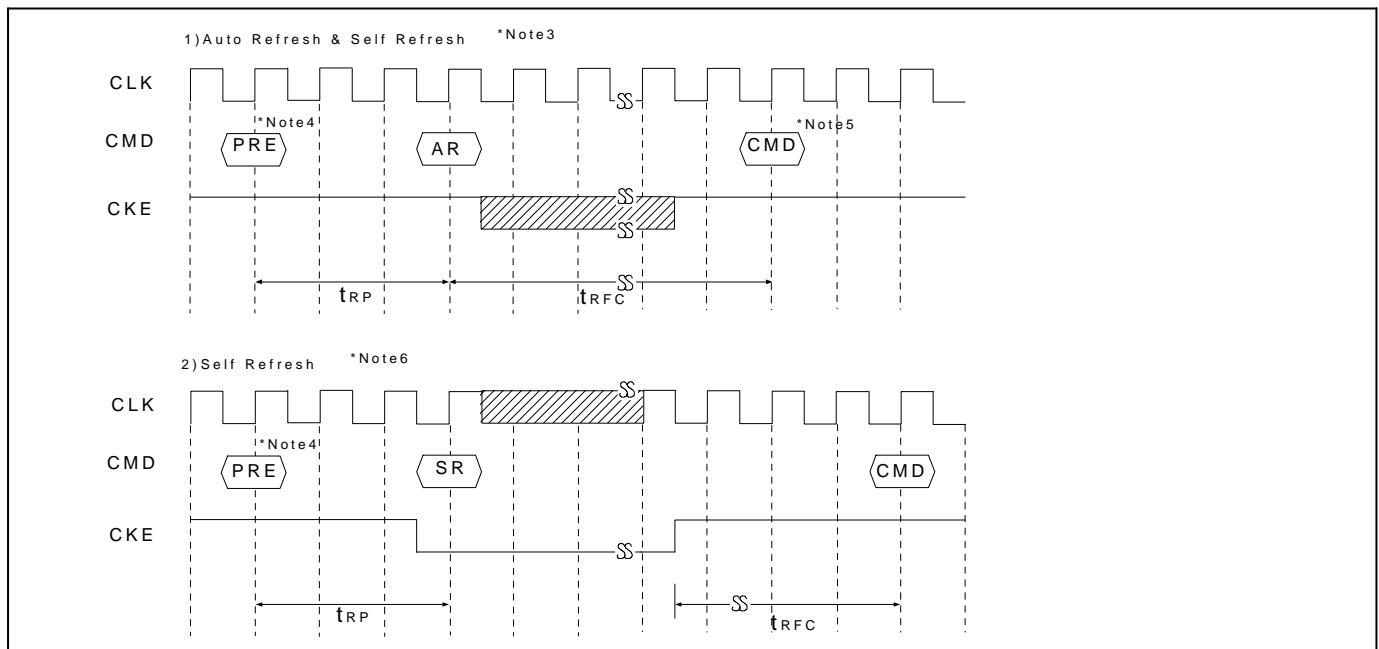 1)Auto Refresh & Self Refresh *Note3
CLK
*Note4 *Note5
CMD PRE AR CMD
CKE
tRP tRFC
2)Self Refresh *Note6
CLK
*Note4
CMD PRE SR CMD
CKE
tRP tRFC